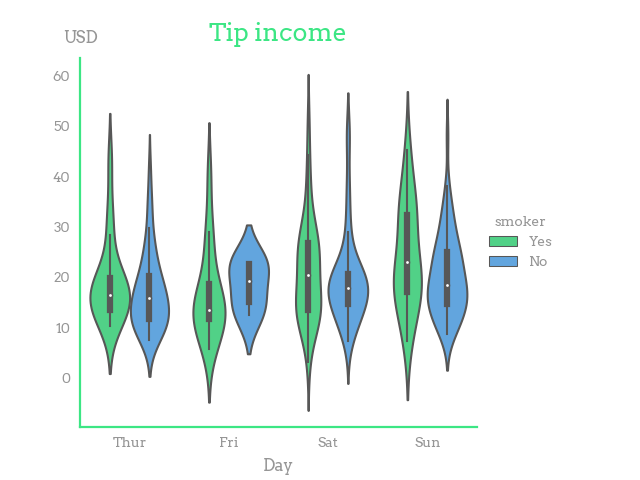 Tip income
USD
60
50
40
30
20
10
0
smoker
Yes
No
Thur Fri Sat Sun
Day